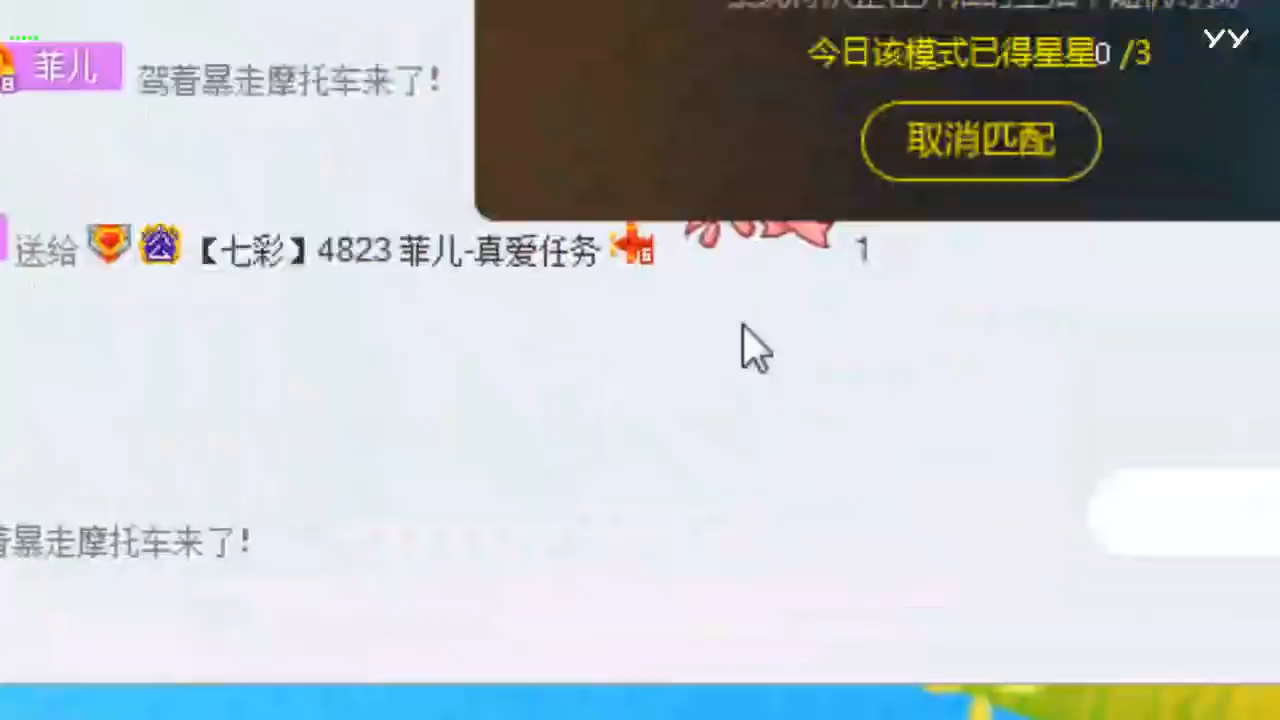 YY
今日该模式已得星星0 /3
菲儿 驾着暴走摩托车来了!
取消匹配
送给 公 【七彩】4823 菲儿-真爱任务 16 1
着暴走摩托车来了!